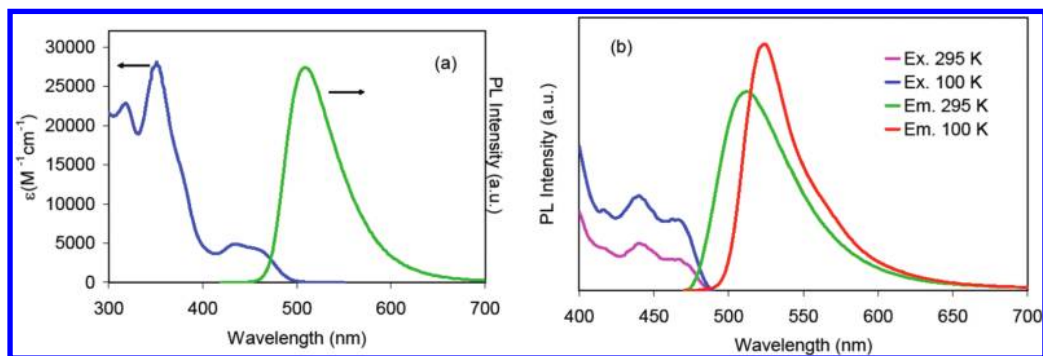 (a)
30000
25000
20000
15000
10000
5000
0
ε(M ⁻¹cm⁻¹)
300 400 500 600 700
Wavelength (nm)
PL Intensity
(a.u.)
(b)
Ex. 295 K
Ex. 100 K
Em. 295 K
Em. 100 K
PL Intensity (a.u.)
400 450 500 550 600 650 700
Wavelength (nm)